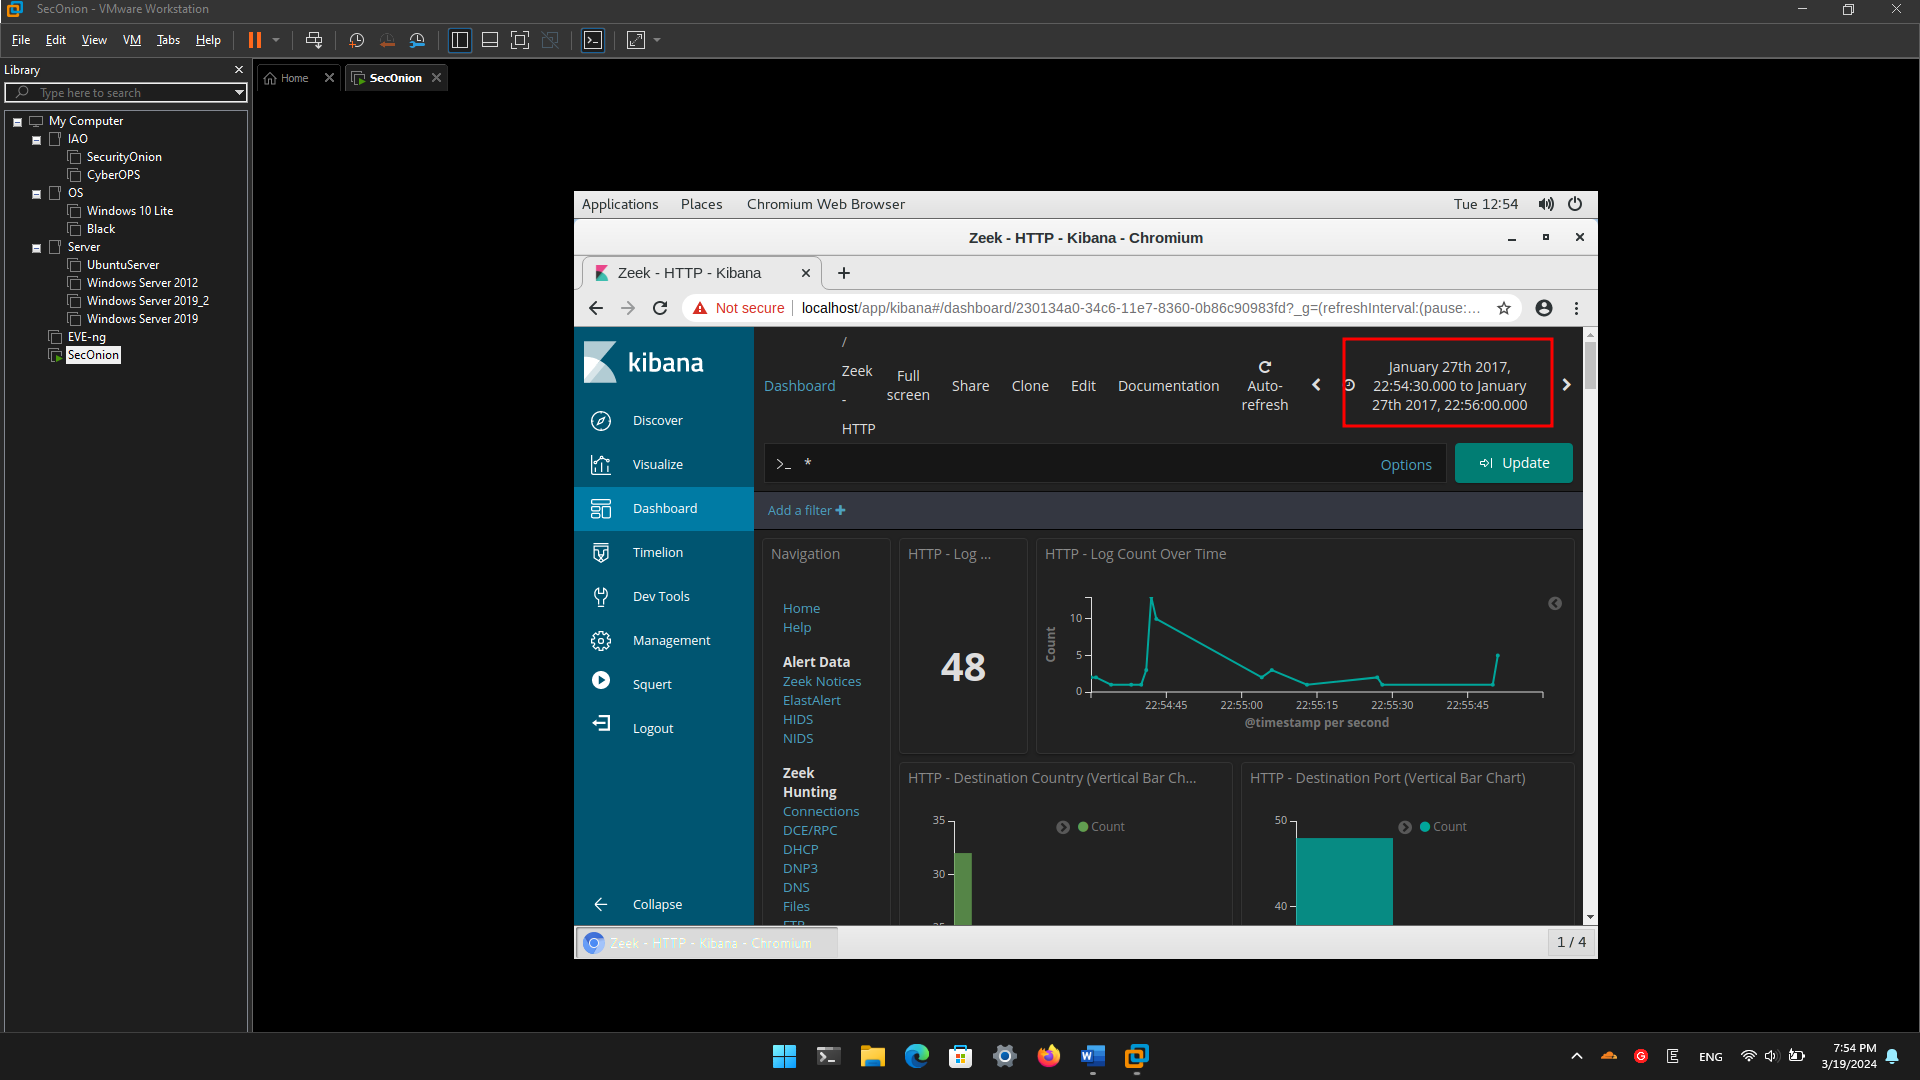 SecOnion - VMware Workstation
File Edit View VM Tabs Help
Library
Type here to search
Home
SecOnion
My Computer
IAO
SecurityOnion
CyberOPS
OS
Windows 10 Lite
Black
Server
UbuntuServer
Windows Server 2012
Windows Server 2019_2
Windows Server 2019
EVE-ng
SecOnion
Applications Places Chromium Web Browser Tue 12:54
Zeek - HTTP - Kibana - Chromium
Zeek - HTTP - Kibana
Not secure localhost/app/kibana#/dashboard/230134a0-34c6-11e7-8360-0b86c90983fd?_g=(refreshInterval:(pause:...
kibana
Discover
Visualize
Dashboard
Timelion
Dev Tools
Management
Squert
Logout
Collapse
Dashboard
/
Zeek
-
HTTP
Full
screen
Share
Clone
Edit
Documentation
Auto-
refresh
January 27th 2017,
22:54:30.000 to January
27th 2017, 22:56:00.000
>_ *
Options
Update
Add a filter +
Navigation
Home
Help
Alert Data
Zeek Notices
ElastAlert
HIDS
NIDS
Zeek
Hunting
Connections
DCE/RPC
DHCP
DNP3
DNS
Files
FTP
HTTP - Log ...
48
HTTP - Log Count Over Time
Count
10
5
0
22:54:45 22:55:00 22:55:15 22:55:30 22:55:45
@timestamp per second
HTTP - Destination Country (Vertical Bar Ch...
35
30
Count
HTTP - Destination Port (Vertical Bar Chart)
50
40
Count
Zeek - HTTP - Kibana - Chromium
1 / 4
ENG
7:54 PM
3/19/2024